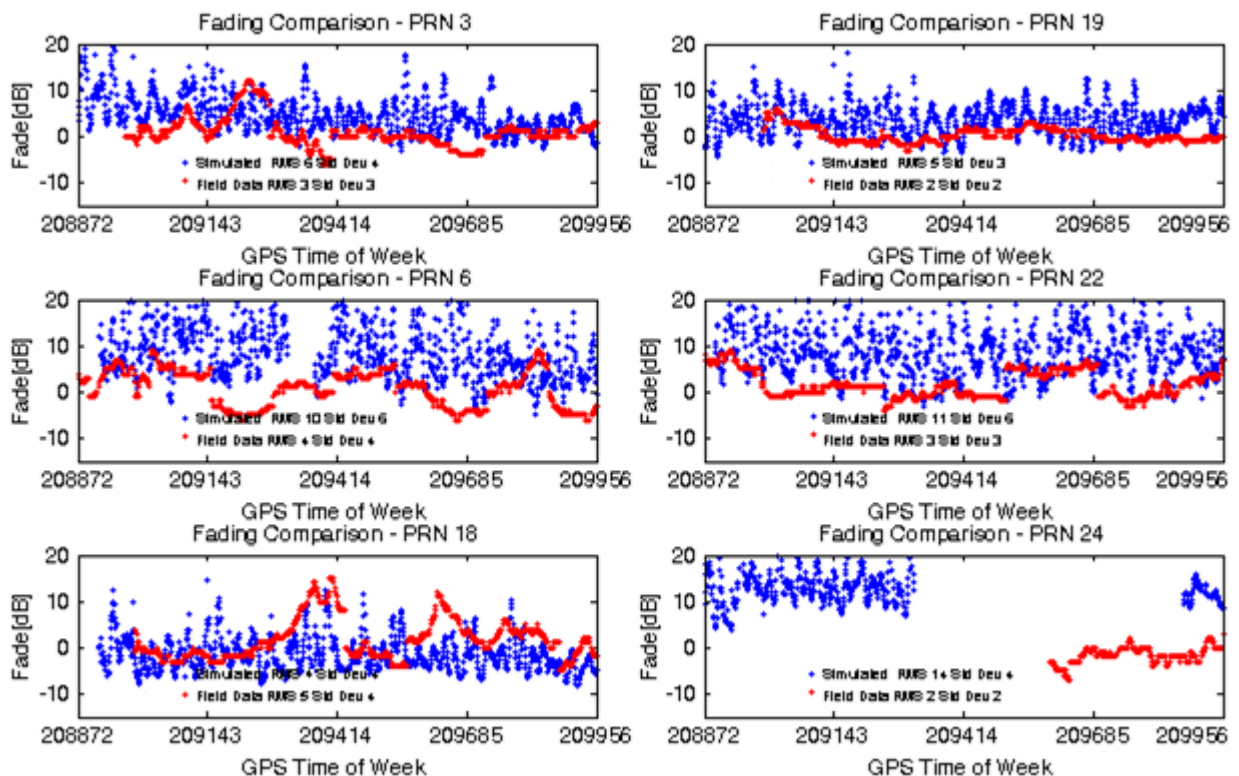 Fading Comparison - PRN 3
20
10
0
-10
Fade[dB]
Simulated RMS 6 Std Dev 4
Field Data RMS 3 Std Dev 3
208872 209143 209414 209685 209956
GPS Time of Week
Fading Comparison - PRN 19
20
10
0
-10
Fade[dB]
Simulated RMS 5 Std Dev 3
Field Data RMS 2 Std Dev 2
208872 209143 209414 209685 209956
GPS Time of Week
Fading Comparison - PRN 6
20
10
0
-10
Fade[dB]
Simulated RMS 10 Std Dev 6
Field Data RMS 4 Std Dev 4
208872 209143 209414 209685 209956
GPS Time of Week
Fading Comparison - PRN 22
20
10
0
-10
Fade[dB]
Simulated RMS 11 Std Dev 6
Field Data RMS 3 Std Dev 3
208872 209143 209414 209685 209956
GPS Time of Week
Fading Comparison - PRN 18
20
10
0
-10
Fade[dB]
Simulated RMS 4 Std Dev 4
Field Data RMS 5 Std Dev 4
208872 209143 209414 209685 209956
GPS Time of Week
Fading Comparison - PRN 24
20
10
0
-10
Fade[dB]
Simulated RMS 14 Std Dev 4
Field Data RMS 2 Std Dev 2
208872 209143 209414 209685 209956
GPS Time of Week